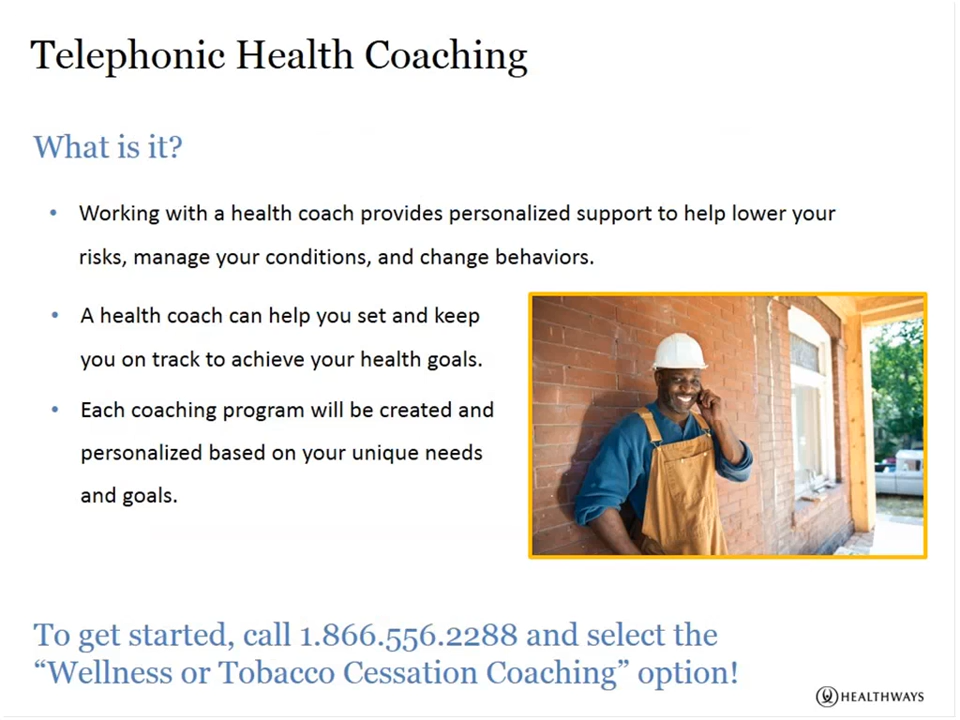 Telephonic Health Coaching
What is it?
• Working with a health coach provides personalized support to help lower your
risks, manage your conditions, and change behaviors.
• A health coach can help you set and keep
you on track to achieve your health goals.
• Each coaching program will be created and
personalized based on your unique needs
and goals.
To get started, call 1.866.556.2288 and select the
“Wellness or Tobacco Cessation Coaching” option!
HEALTHWAYS